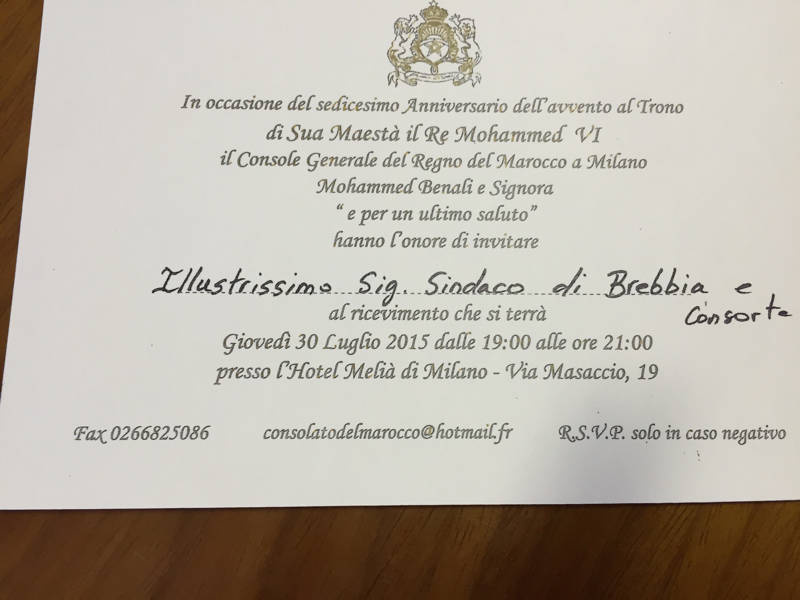 In occasione del sedicesimo Anniversario dell'avvento al Trono
di Sua Maestà il Re Mohammed VI
il Console Generale del Regno del Marocco a Milano
Mohammed Benali e Signora
“ e per un ultimo saluto”
hanno l'onore di invitare
Illustrissimo Sig. Sindaco di Brebbia e
Consorte
al ricevimento che si terrà
Giovedì 30 Luglio 2015 dalle 19:00 alle ore 21:00
presso l'Hotel Melià di Milano - Via Masaccio, 19
Fax 0266825086 consolatodelmarocco@hotmail.fr R.S.V.P. solo in caso negativo